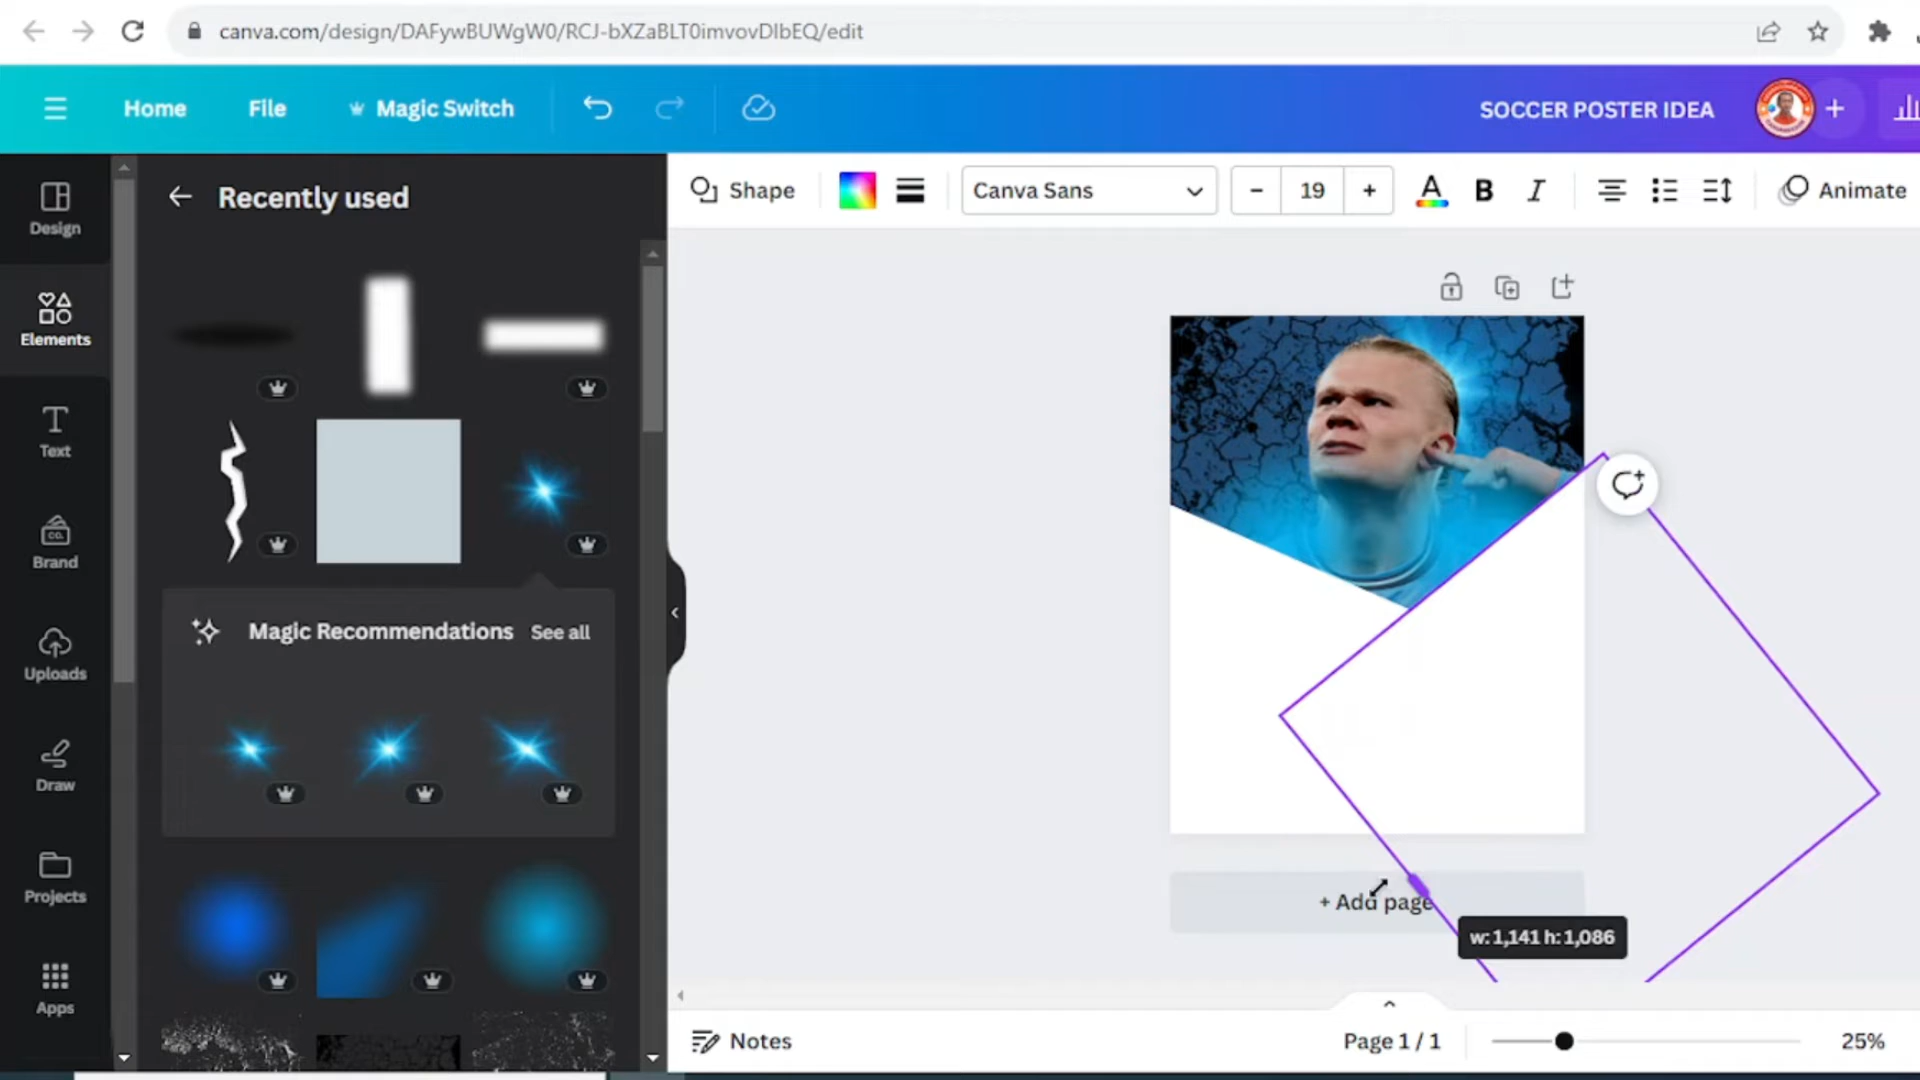 canva.com/design/DAFywBUWgW0/RCJ-bXZaBLT0imvovDlbEQ/edit
Home File Magic Switch SOCCER POSTER IDEA
Design
Elements
Text
Brand
Uploads
Draw
Projects
Apps
Recently used
Magic Recommendations See all
Shape Canva Sans 19 B I Animate
+ Add page
w: 1,141 h: 1,086
Notes Page 1 / 1 25%